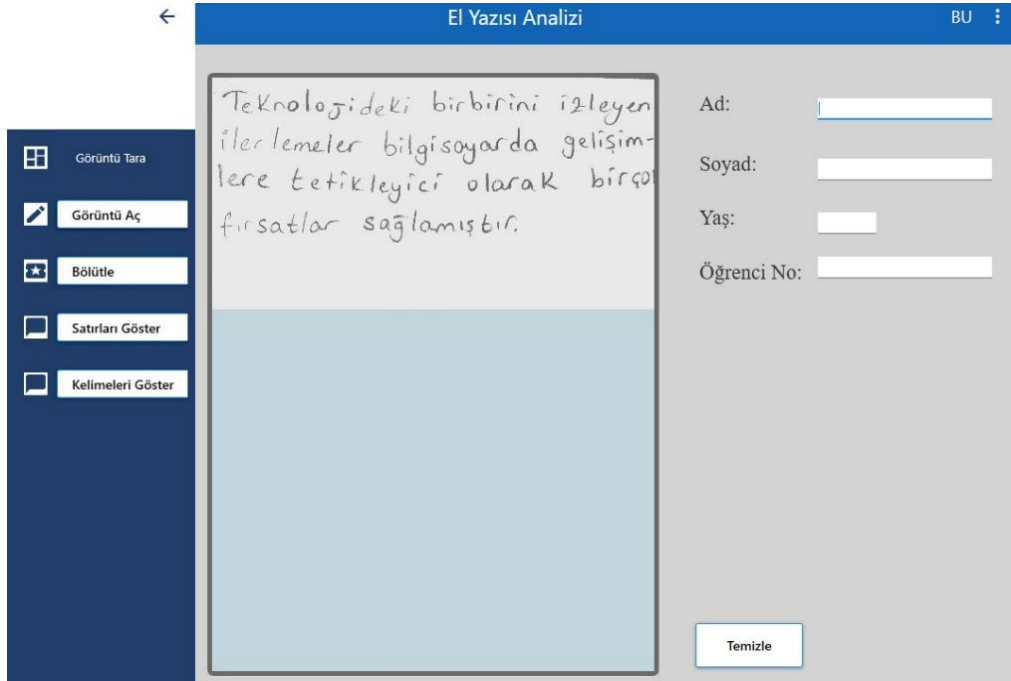 El Yazısı Analizi
BU
Görüntü Tara
Görüntü Aç
Bölütle
Satırları Göster
Kelimeleri Göster
Teknolojideki birbirini izleyen
ilerlemeler bilgisayarda gelişim-
lere tetikleyici olarak birço
fırsatlar sağlamıştır.
Ad:
Soyad:
Yaş:
Öğrenci No:
Temizle